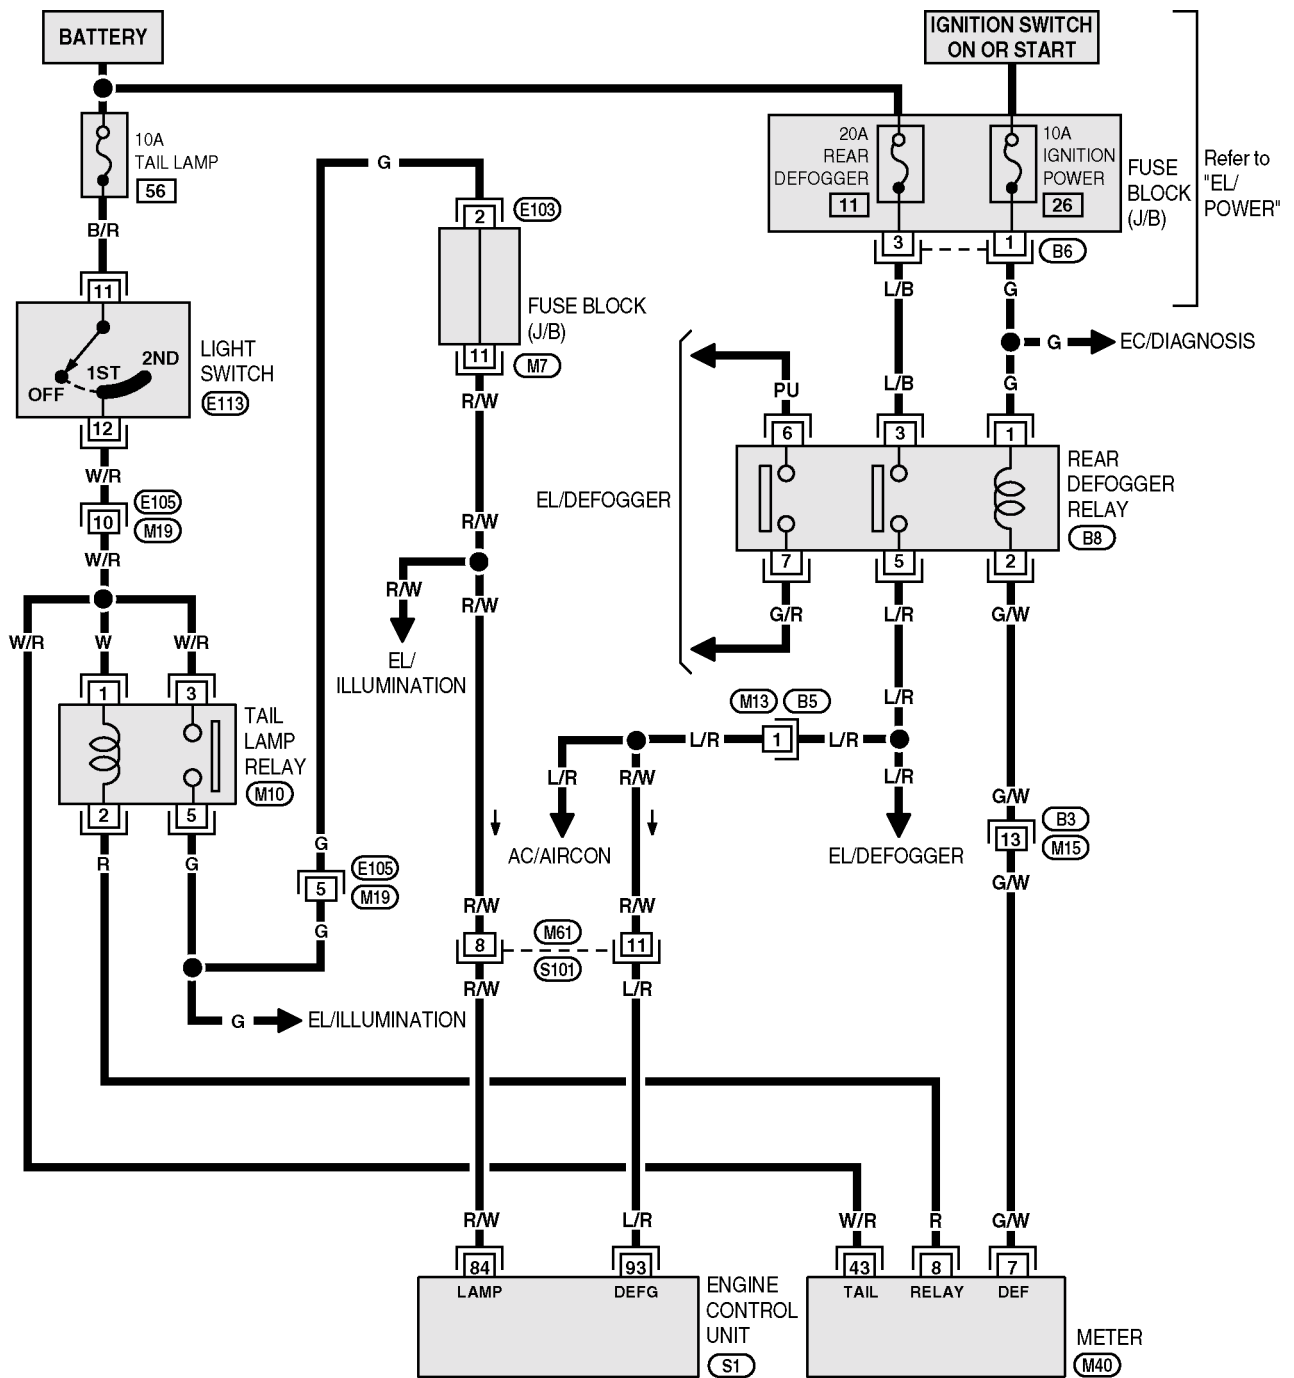 BATTERY
IGNITION SWITCH
ON OR START
10A
TAIL LAMP
56
B/R
11
OFF
1ST
2ND
LIGHT
SWITCH
E113
12
W/R
10
E105
M19
W/R
W/R
W
W/R
1
3
TAIL
LAMP
RELAY
M10
2
5
R
G
G
EL/ILLUMINATION
G
G
5
E105
M19
G
2
E103
FUSE BLOCK
(J/B)
11
M7
R/W
R/W
R/W
EL/
ILLUMINATION
R/W
R/W
8
R/W
R/W
20A
REAR
DEFOGGER
11
10A
IGNITION
POWER
26
FUSE
BLOCK
(J/B)
Refer to
"EL/
POWER"
3
1
B6
L/B
G
G
EC/DIAGNOSIS
L/B
G
PU
6
3
1
EL/DEFOGGER
REAR
DEFOGGER
RELAY
B8
7
5
2
G/R
L/R
G/W
L/R
M13
B5
L/R
1
L/R
L/R
R/W
L/R
AC/AIRCON
EL/DEFOGGER
G/W
13
B3
M15
G/W
R/W
M61
S101
11
L/R
L/R
W/R
R
G/W
84
LAMP
93
DEFG
ENGINE
CONTROL
UNIT
S1
43
TAIL
8
RELAY
7
DEF
METER
M40